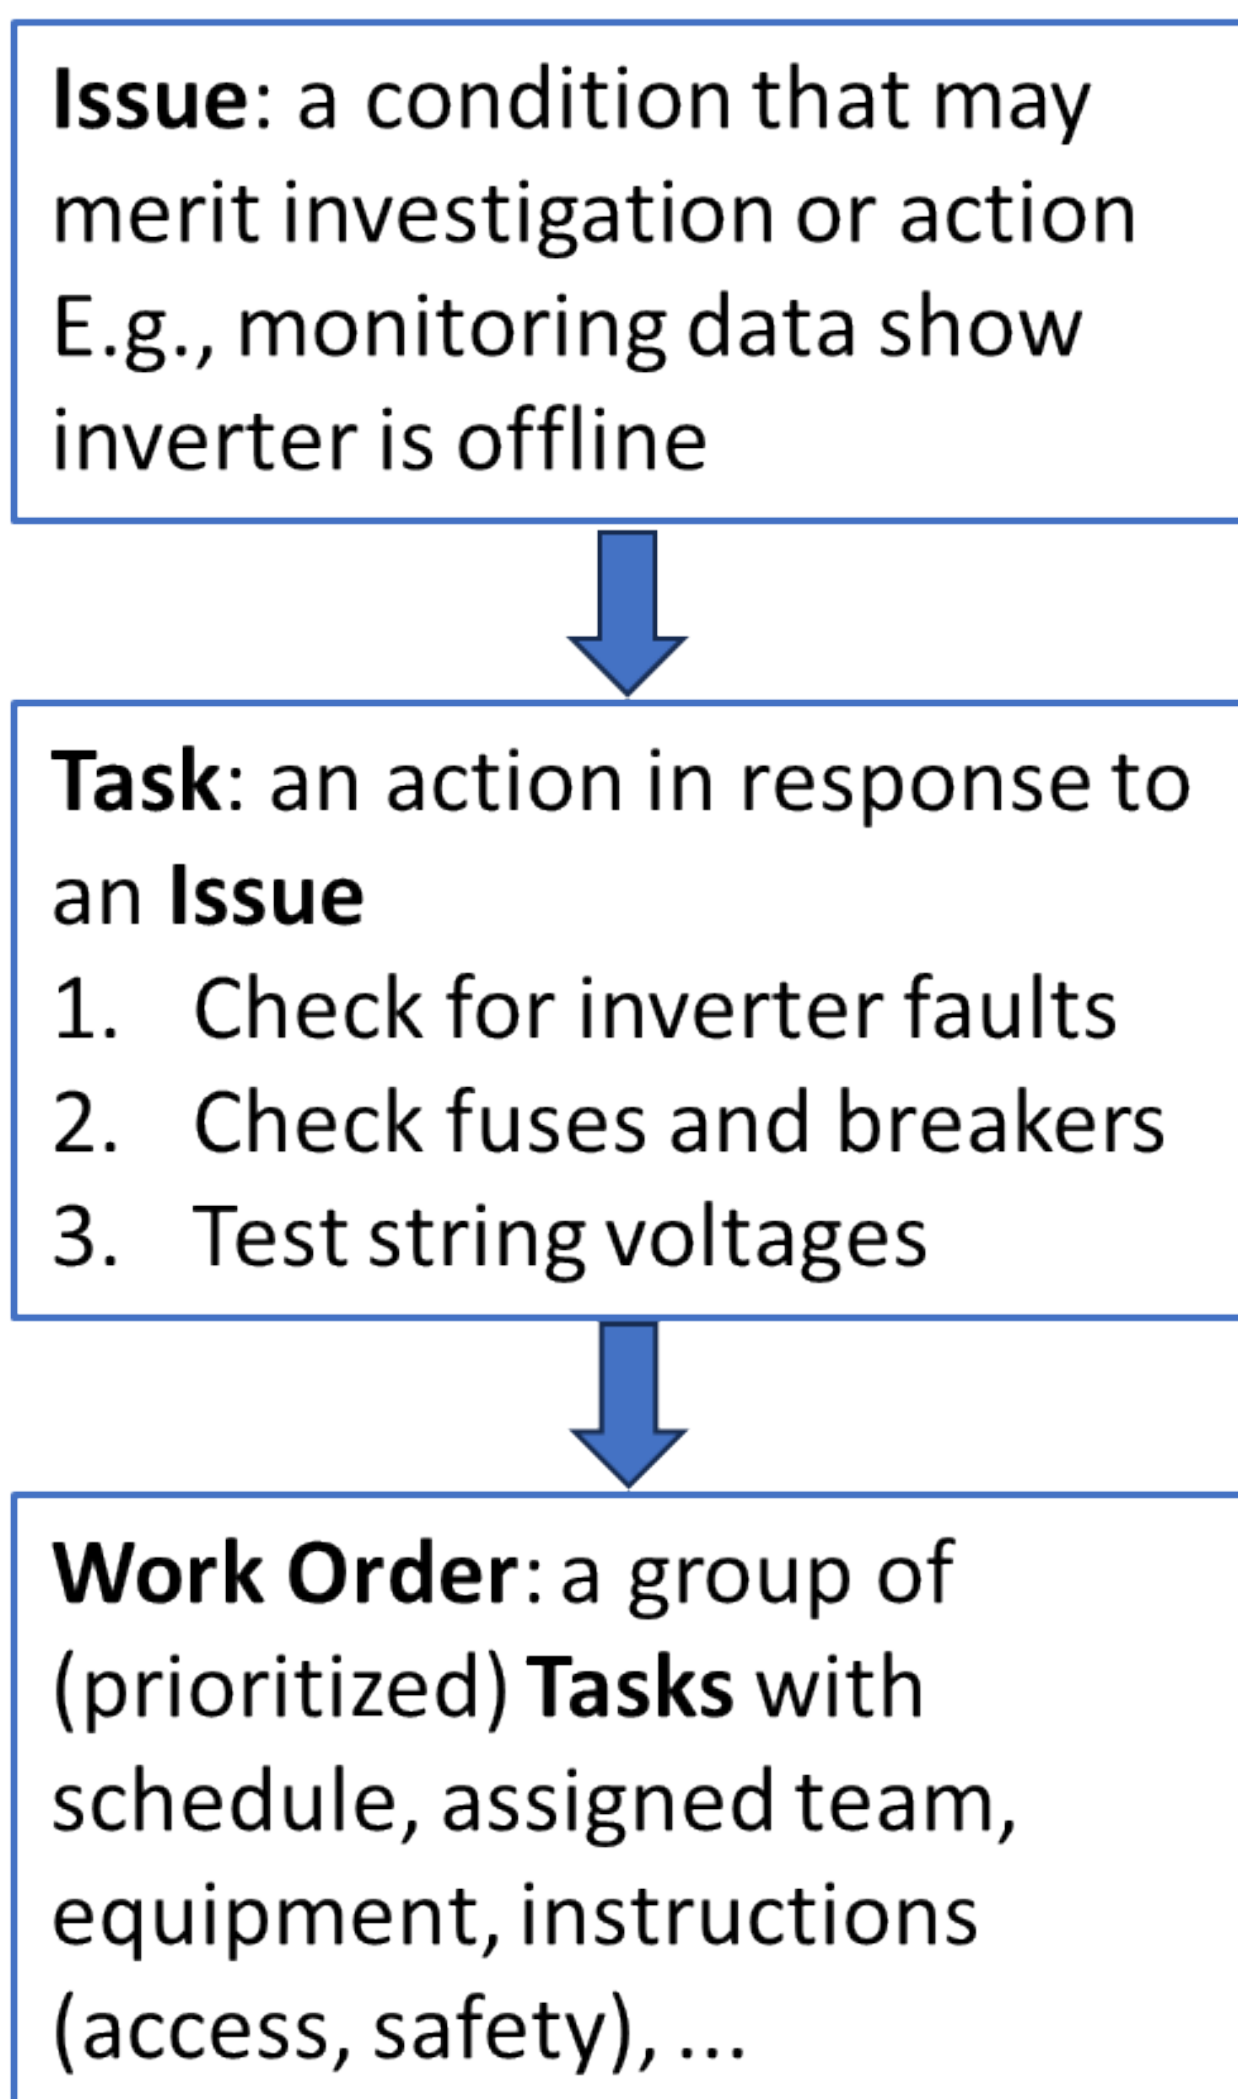 Issue: a condition that may
merit investigation or action
E.g., monitoring data show
inverter is offline
Task: an action in response to
an Issue
1. Check for inverter faults
2. Check fuses and breakers
3. Test string voltages
Work Order: a group of
(prioritized) Tasks with
schedule, assigned team,
equipment, instructions
(access, safety), ...